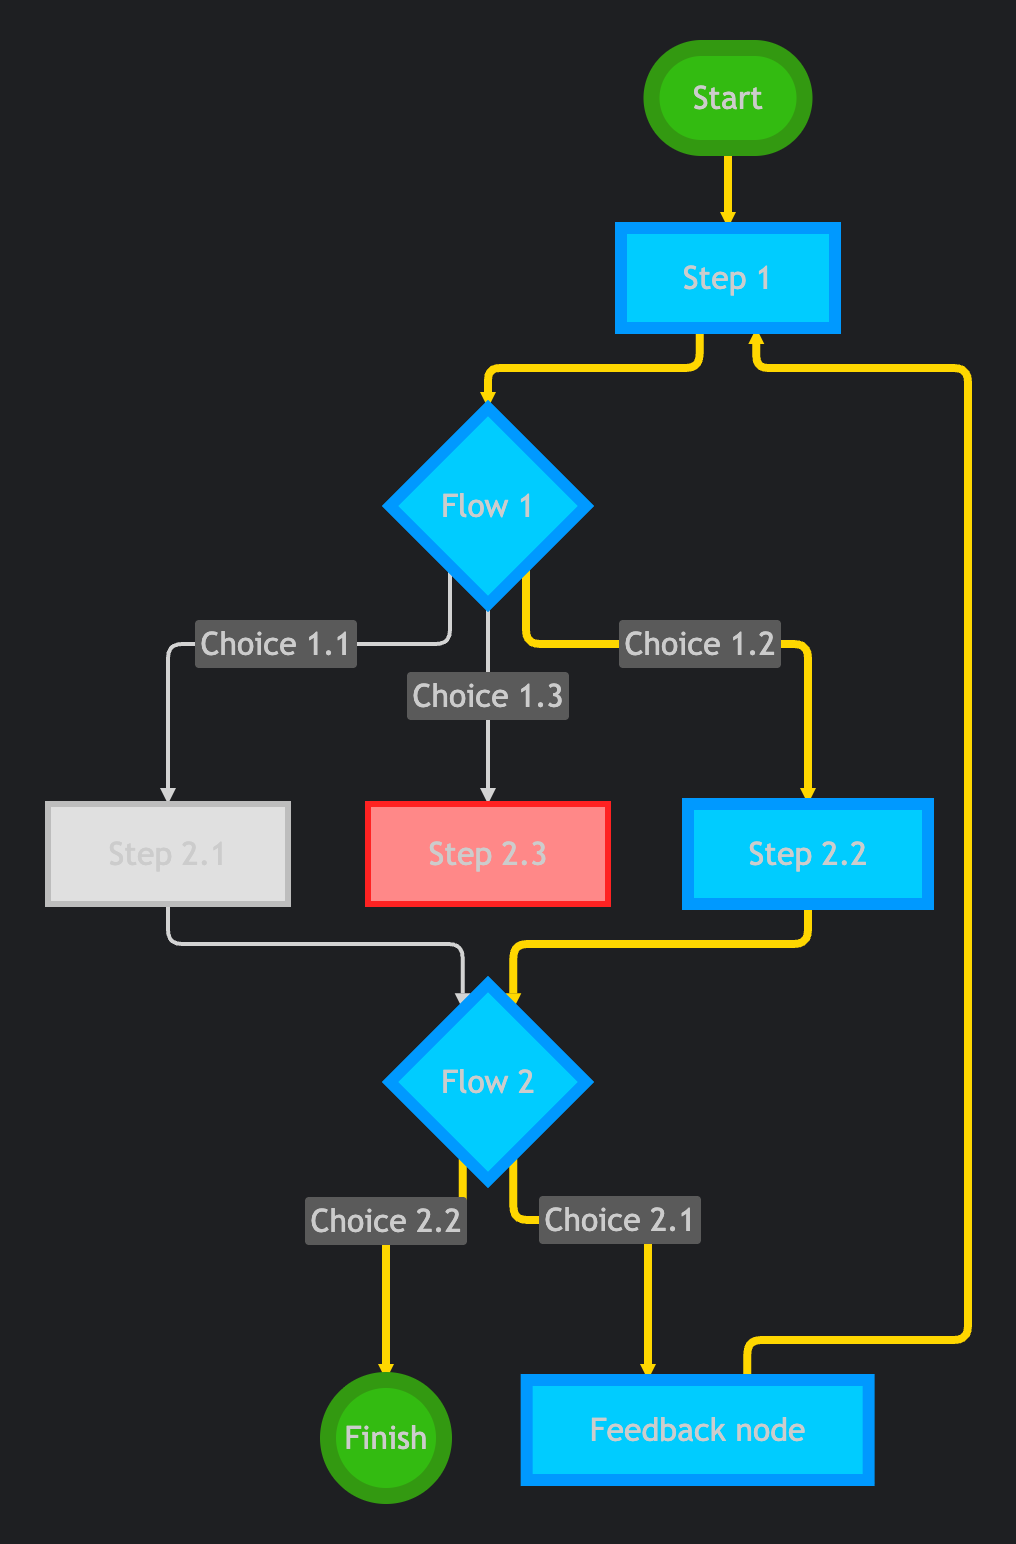 Start
Step 1
Flow 1
Choice 1.1
Choice 1.2
Choice 1.3
Step 2.1
Step 2.3
Step 2.2
Flow 2
Choice 2.2
Choice 2.1
Finish
Feedback node